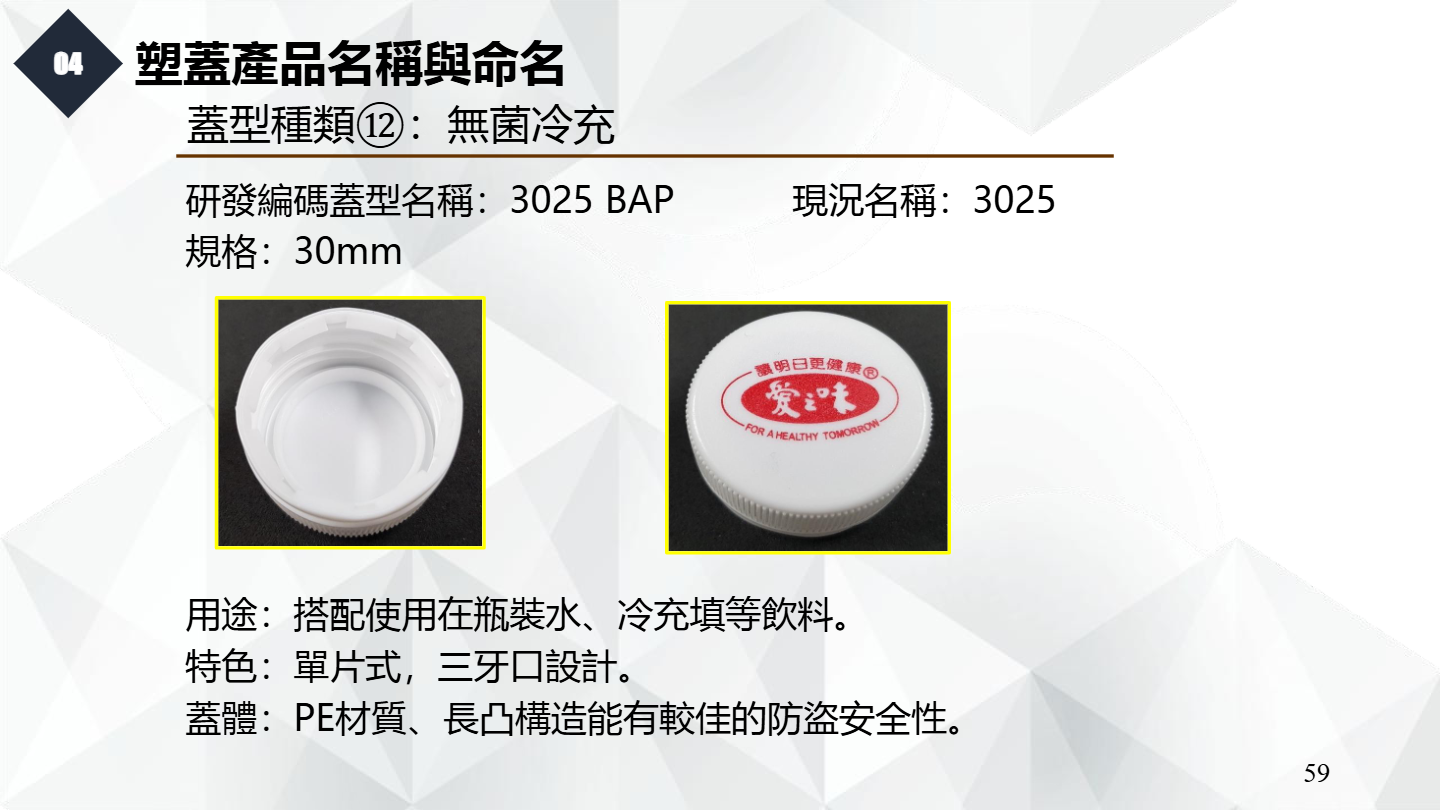 04
塑蓋產品名稱與命名
蓋型種類⑫：無菌冷充
研發編碼蓋型名稱：3025 BAP 現況名稱：3025
規格：30mm
為明日更健康®
愛之味
FOR A HEALTHY TOMORROW
用途：搭配使用在瓶裝水、冷充填等飲料。
特色：單片式，三牙口設計。
蓋體：PE材質、長凸構造能有較佳的防盜安全性。
59